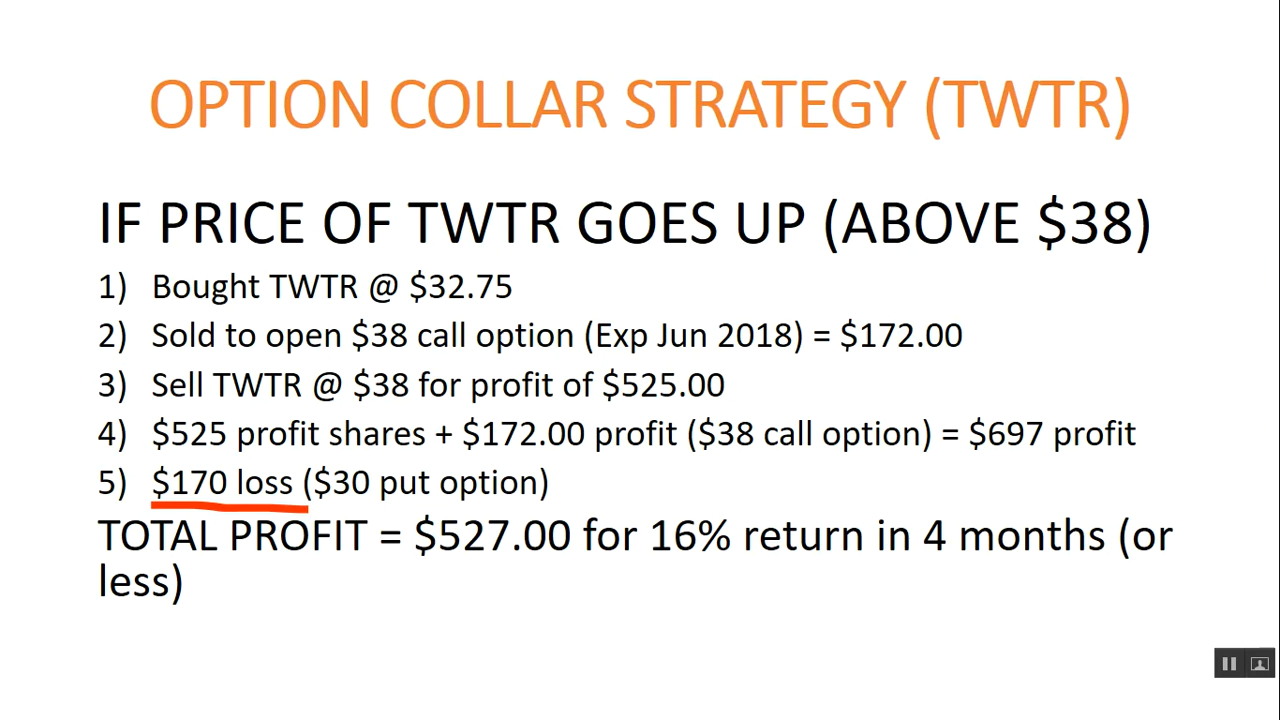 OPTION COLLAR STRATEGY (TWTR)
IF PRICE OF TWTR GOES UP (ABOVE $38)
1) Bought TWTR @ $32.75
2) Sold to open $38 call option (Exp Jun 2018) = $172.00
3) Sell TWTR @ $38 for profit of $525.00
4) $525 profit shares + $172.00 profit ($38 call option) = $697 profit
5) $170 loss ($30 put option)
TOTAL PROFIT = $527.00 for 16% return in 4 months (or
less)